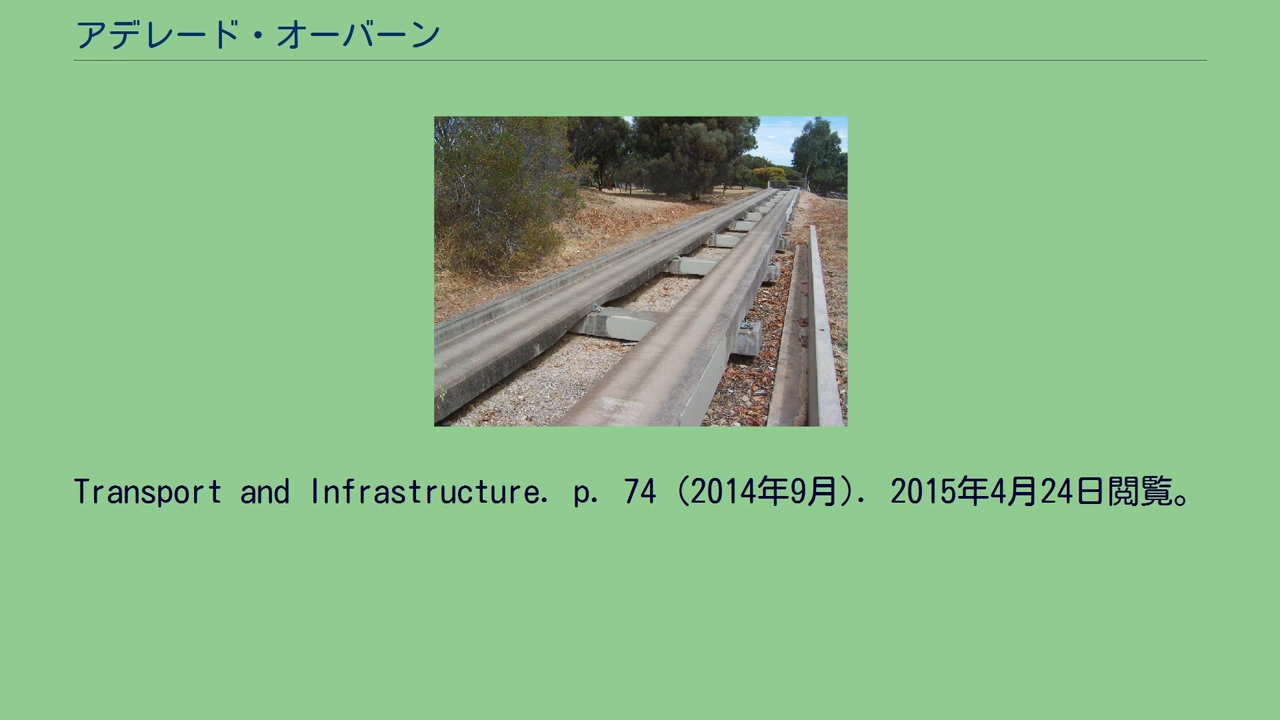 アデレード・オーバーン
Transport and Infrastructure. p. 74 (2014年9月). 2015年4月24日閲覧。